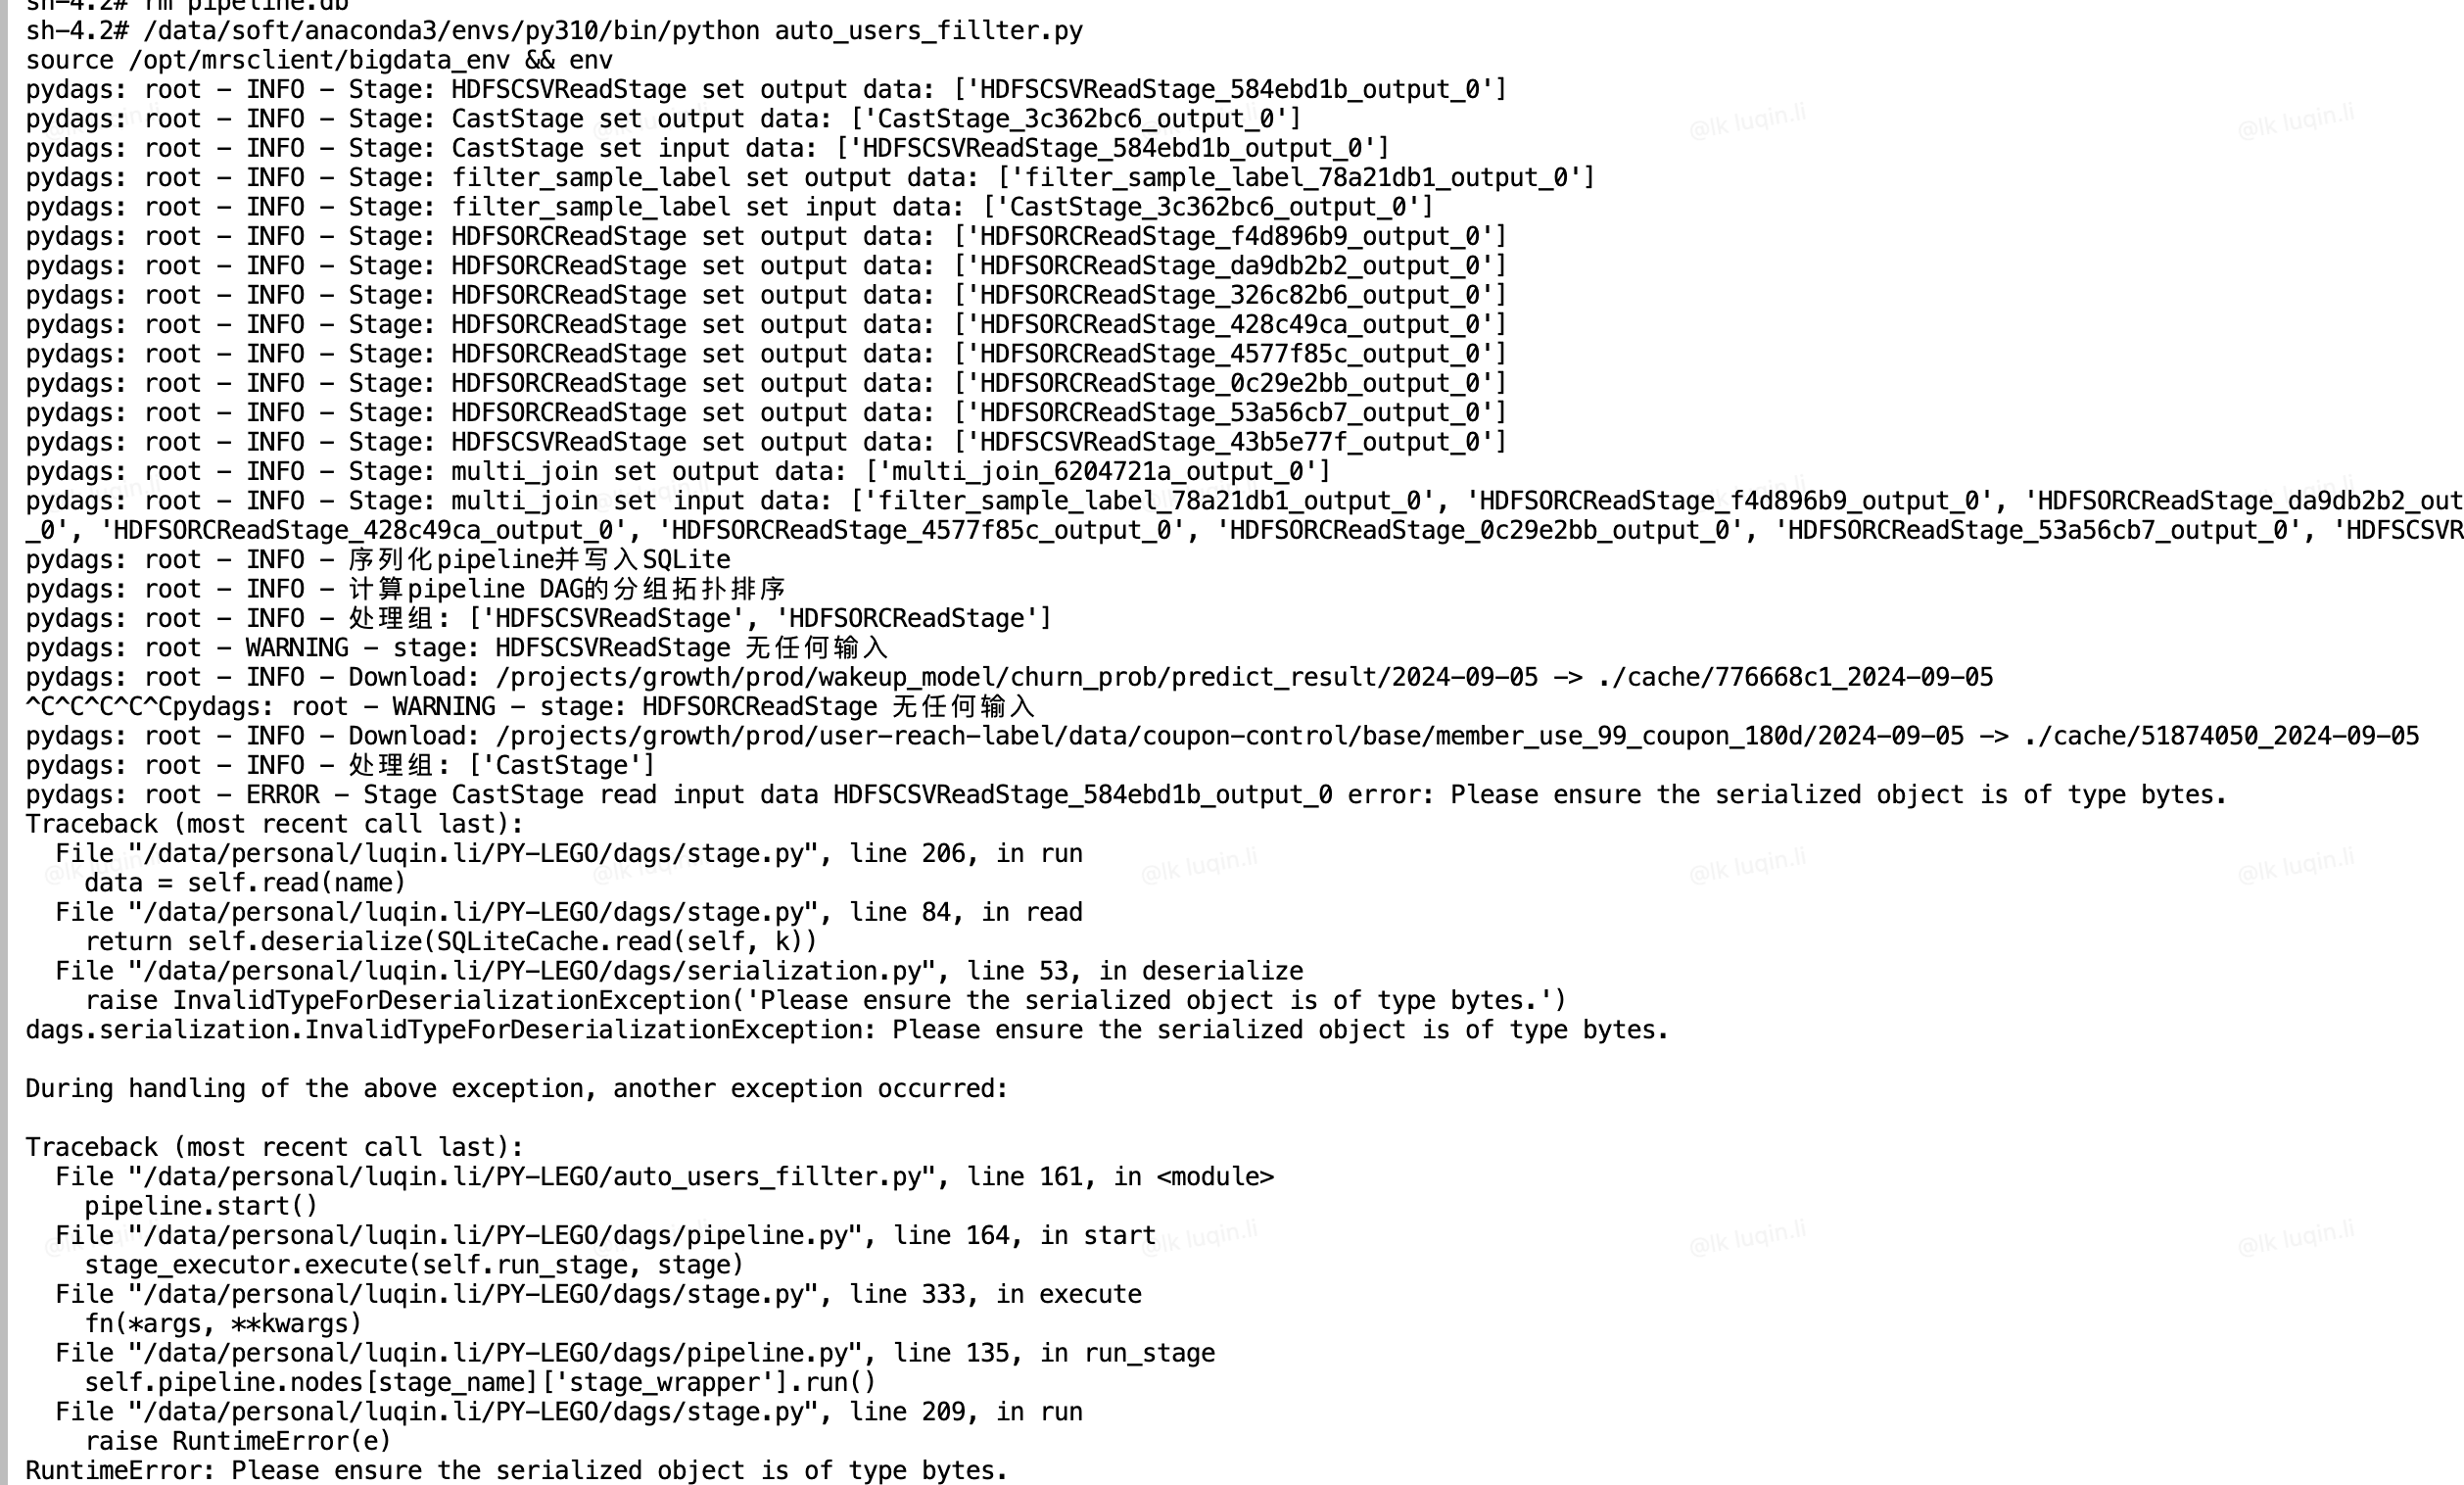 sh-4.2# rm pipeline.db
sh-4.2# /data/soft/anaconda3/envs/py310/bin/python auto_users_fillter.py
source /opt/mrsclient/bigdata_env && env
pydags: root - INFO - Stage: HDFSCSVReadStage set output data: ['HDFSCSVReadStage_584ebd1b_output_0']
pydags: root - INFO - Stage: CastStage set output data: ['CastStage_3c362bc6_output_0']
pydags: root - INFO - Stage: CastStage set input data: ['HDFSCSVReadStage_584ebd1b_output_0']
pydags: root - INFO - Stage: filter_sample_label set output data: ['filter_sample_label_78a21db1_output_0']
pydags: root - INFO - Stage: filter_sample_label set input data: ['CastStage_3c362bc6_output_0']
pydags: root - INFO - Stage: HDFSORCReadStage set output data: ['HDFSORCReadStage_f4d896b9_output_0']
pydags: root - INFO - Stage: HDFSORCReadStage set output data: ['HDFSORCReadStage_da9db2b2_output_0']
pydags: root - INFO - Stage: HDFSORCReadStage set output data: ['HDFSORCReadStage_326c82b6_output_0']
pydags: root - INFO - Stage: HDFSORCReadStage set output data: ['HDFSORCReadStage_428c49ca_output_0']
pydags: root - INFO - Stage: HDFSORCReadStage set output data: ['HDFSORCReadStage_4577f85c_output_0']
pydags: root - INFO - Stage: HDFSORCReadStage set output data: ['HDFSORCReadStage_0c29e2bb_output_0']
pydags: root - INFO - Stage: HDFSORCReadStage set output data: ['HDFSORCReadStage_53a56cb7_output_0']
pydags: root - INFO - Stage: HDFSCSVReadStage set output data: ['HDFSCSVReadStage_43b5e77f_output_0']
pydags: root - INFO - Stage: multi_join set output data: ['multi_join_6204721a_output_0']
pydags: root - INFO - Stage: multi_join set input data: ['filter_sample_label_78a21db1_output_0', 'HDFSORCReadStage_f4d896b9_output_0', 'HDFSORCReadStage_da9db2b2_out
_0', 'HDFSORCReadStage_428c49ca_output_0', 'HDFSORCReadStage_4577f85c_output_0', 'HDFSORCReadStage_0c29e2bb_output_0', 'HDFSORCReadStage_53a56cb7_output_0', 'HDFSCSVR
pydags: root - INFO - 序列化pipeline并写入SQLite
pydags: root - INFO - 计算pipeline DAG的分组拓扑排序
pydags: root - INFO - 处理组: ['HDFSCSVReadStage', 'HDFSORCReadStage']
pydags: root - WARNING - stage: HDFSCSVReadStage 无任何输入
pydags: root - INFO - Download: /projects/growth/prod/wakeup_model/churn_prob/predict_result/2024-09-05 -> ./cache/776668c1_2024-09-05
^C^C^C^C^Cpydags: root - WARNING - stage: HDFSORCReadStage 无任何输入
pydags: root - INFO - Download: /projects/growth/prod/user-reach-label/data/coupon-control/base/member_use_99_coupon_180d/2024-09-05 -> ./cache/51874050_2024-09-05
pydags: root - INFO - 处理组: ['CastStage']
pydags: root - ERROR - Stage CastStage read input data HDFSCSVReadStage_584ebd1b_output_0 error: Please ensure the serialized object is of type bytes.
Traceback (most recent call last):
  File "/data/personal/luqin.li/PY-LEGO/dags/stage.py", line 206, in run
    data = self.read(name)
  File "/data/personal/luqin.li/PY-LEGO/dags/stage.py", line 84, in read
    return self.deserialize(SQLiteCache.read(self, k))
  File "/data/personal/luqin.li/PY-LEGO/dags/serialization.py", line 53, in deserialize
    raise InvalidTypeForDeserializationException('Please ensure the serialized object is of type bytes.')
dags.serialization.InvalidTypeForDeserializationException: Please ensure the serialized object is of type bytes.
During handling of the above exception, another exception occurred:
Traceback (most recent call last):
  File "/data/personal/luqin.li/PY-LEGO/auto_users_fillter.py", line 161, in <module>
    pipeline.start()
  File "/data/personal/luqin.li/PY-LEGO/dags/pipeline.py", line 164, in start
    stage_executor.execute(self.run_stage, stage)
  File "/data/personal/luqin.li/PY-LEGO/dags/stage.py", line 333, in execute
    fn(*args, **kwargs)
  File "/data/personal/luqin.li/PY-LEGO/dags/pipeline.py", line 135, in run_stage
    self.pipeline.nodes[stage_name]['stage_wrapper'].run()
  File "/data/personal/luqin.li/PY-LEGO/dags/stage.py", line 209, in run
    raise RuntimeError(e)
RuntimeError: Please ensure the serialized object is of type bytes.